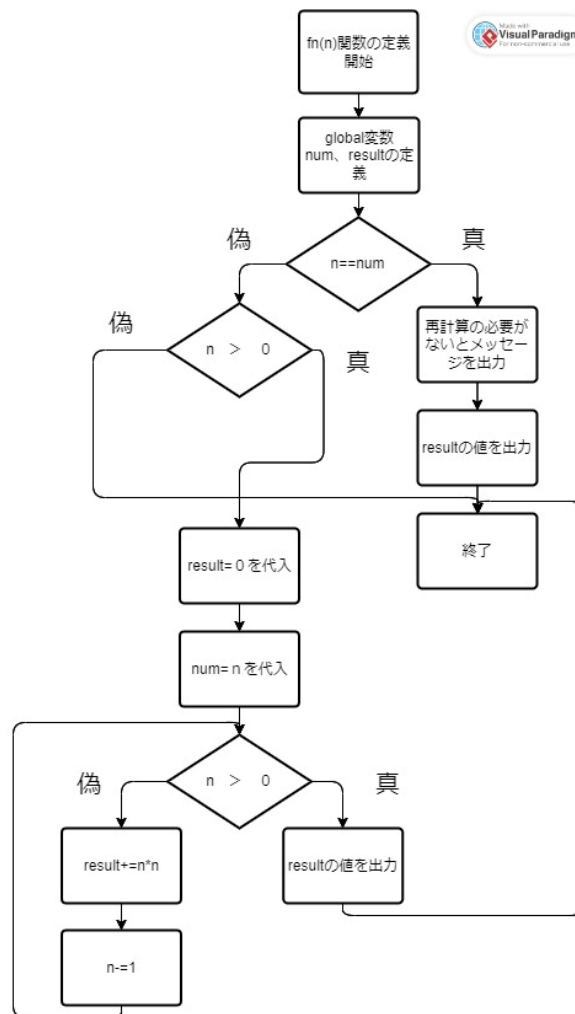 Made with
Visual Paradigm
For non-commercial use
fn(n)関数の定義
開始
global変数
num、resultの定
義
偽
真
n==num
偽
n ＞ 0
真
再計算の必要が
ないとメッセー
ジを出力
resultの値を出力
終了
result= 0 を代入
num= n を代入
偽
n ＞ 0
真
result+=n*n
resultの値を出力
n-=1